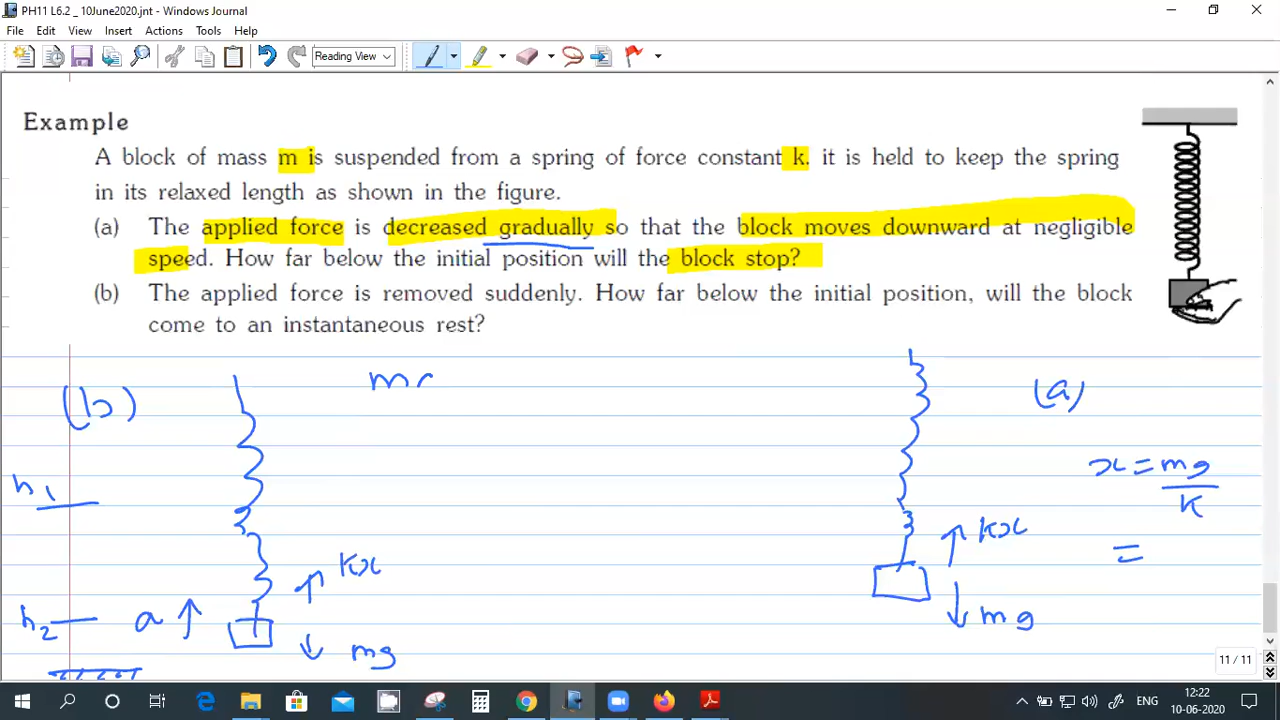 PH11 L6.2 _ 10June2020.jnt - Windows Journal
File Edit View Insert Actions Tools Help
Reading View
Example
A block of mass m is suspended from a spring of force constant k. it is held to keep the spring
in its relaxed length as shown in the figure.
(a) The applied force is decreased gradually so that the block moves downward at negligible
speed. How far below the initial position will the block stop?
(b) The applied force is removed suddenly. How far below the initial position, will the block
come to an instantaneous rest?
(b)
h1
h2
a
kx
mg
(a)
x = mg
K
=
kx
mg
11 / 11
ENG
12:22
10-06-2020